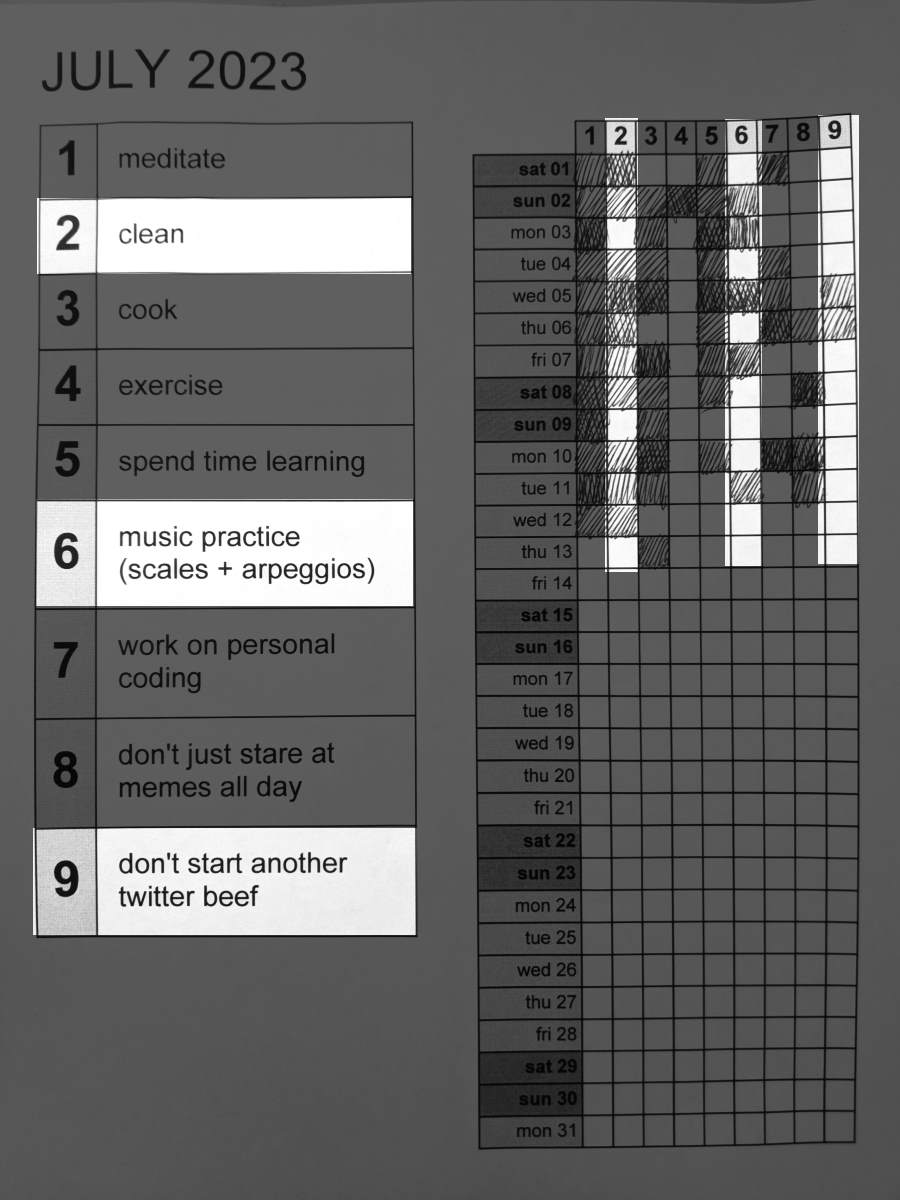 JULY 2023
1 meditate
2 clean
3 cook
4 exercise
5 spend time learning
6 music practice
(scales + arpeggios)
7 work on personal
coding
8 don't just stare at
memes all day
9 don't start another
twitter beef
1 2 3 4 5 6 7 8 9
sat 01
sun 02
mon 03
tue 04
wed 05
thu 06
fri 07
sat 08
sun 09
mon 10
tue 11
wed 12
thu 13
fri 14
sat 15
sun 16
mon 17
tue 18
wed 19
thu 20
fri 21
sat 22
sun 23
mon 24
tue 25
wed 26
thu 27
fri 28
sat 29
sun 30
mon 31